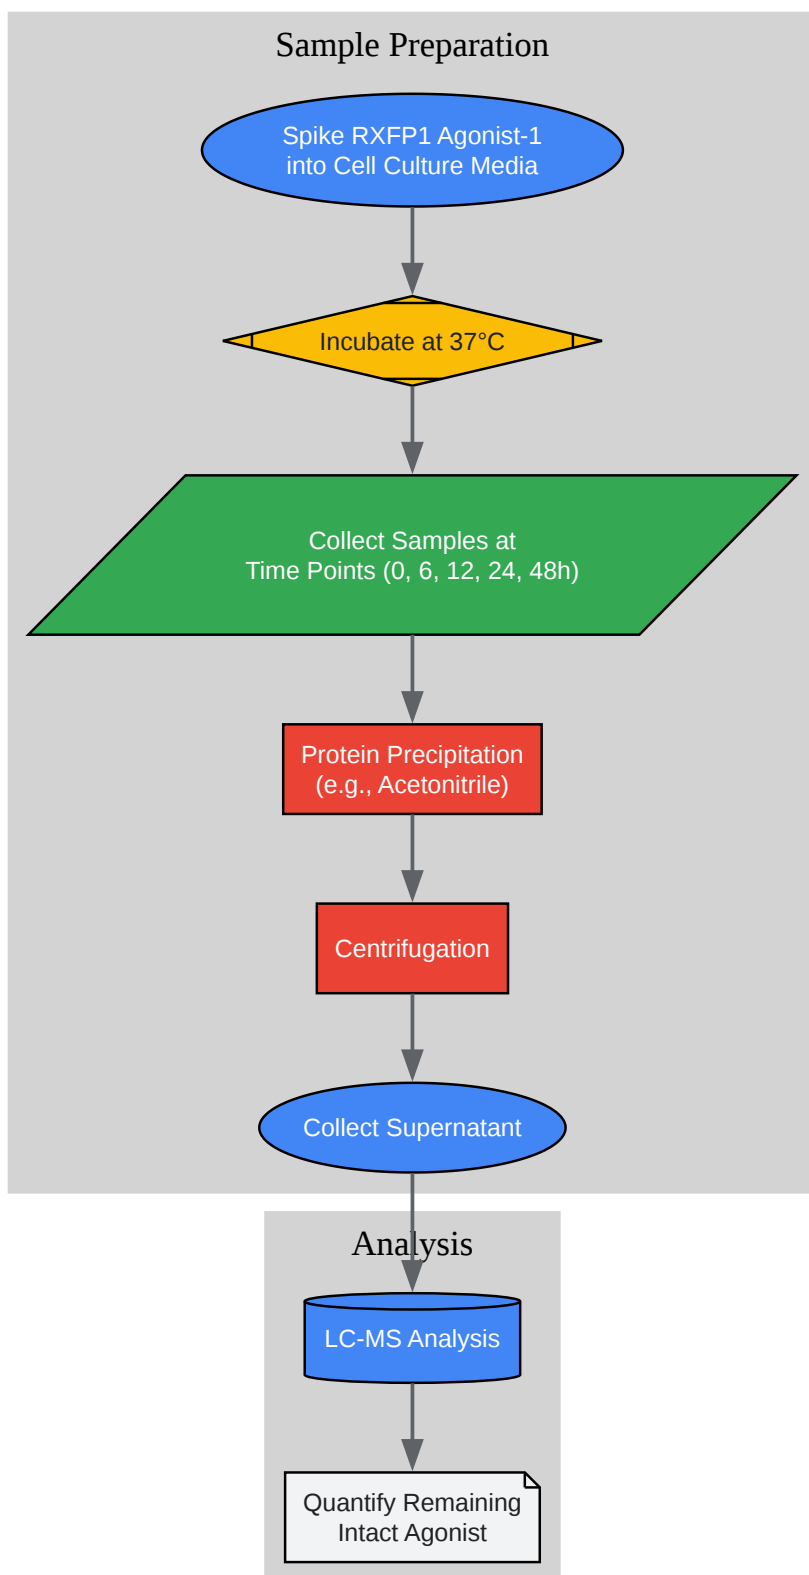 Sample Preparation
Spike RXFP1 Agonist-1
into Cell Culture Media
Incubate at 37°C
Collect Samples at
Time Points (0, 6, 12, 24, 48h)
Protein Precipitation
(e.g., Acetonitrile)
Centrifugation
Collect Supernatant
Analysis
LC-MS Analysis
Quantify Remaining
Intact Agonist